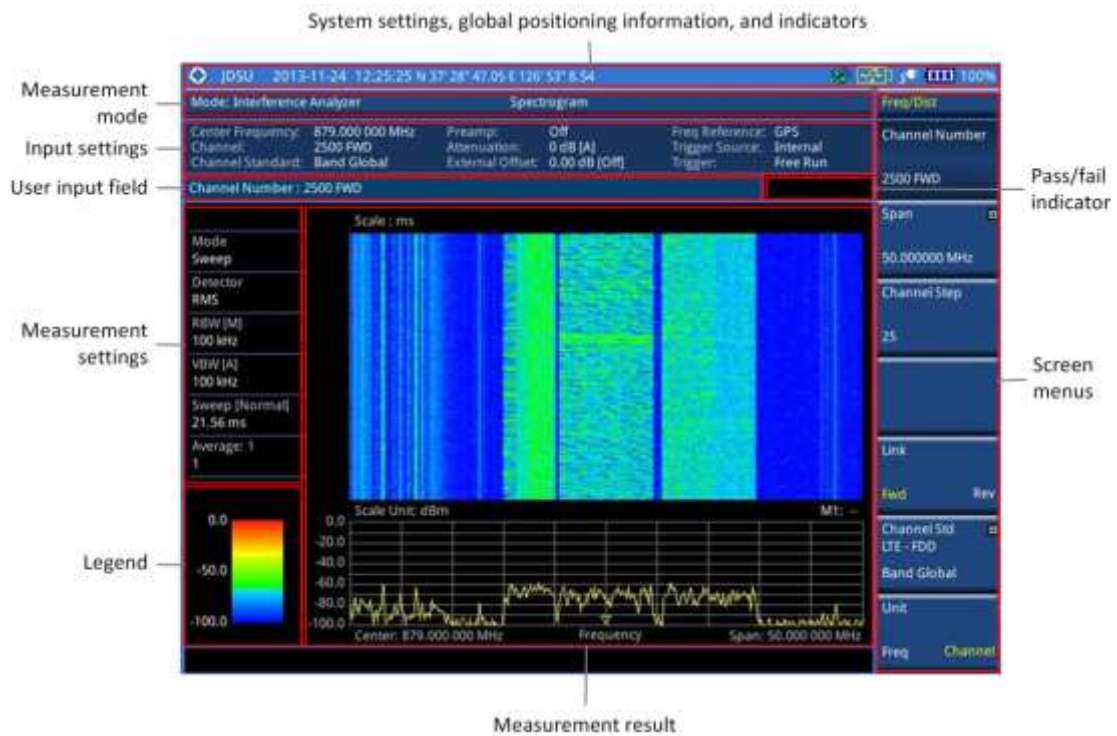 System settings, global positioning information, and indicators
JDSU 2013-11-24 12:25:25 N 37° 28" 47.05 E 126° 53" 8.54 100%
Measurement mode
Mode: Interference Analyzer Spectrogram
Freq/Dist
Input settings
Center Frequency: 879.000 000 MHz Preamp: Off Freq Reference: GPS
Channel: 2500 FWD Attenuation: 0 dB [A] Trigger Source: Internal
Channel Standard: Band Global External Offset: 0.00 dB [Off] Trigger: Free Run
Channel Number
2500 FWD
User input field
Channel Number : 2500 FWD
Pass/fail indicator
Measurement settings
Mode
Sweep
Detector
RMS
RBW [M]
100 kHz
VBW [A]
100 kHz
Sweep [Normal]
21.56 ms
Average: 1
1
Scale : ms
Span
50.000000 MHz
Channel Step
25
Screen menus
Link
Fwd Rev
Channel Std
LTE - FDD
Band Global
Unit
Freq Channel
Legend
0.0
-50.0
-100.0
Scale Unit: dBm M1: --
0.0
-20.0
-40.0
-60.0
-80.0
-100.0
Center: 879.000 000 MHz Frequency Span: 50.000 000 MHz
Measurement result